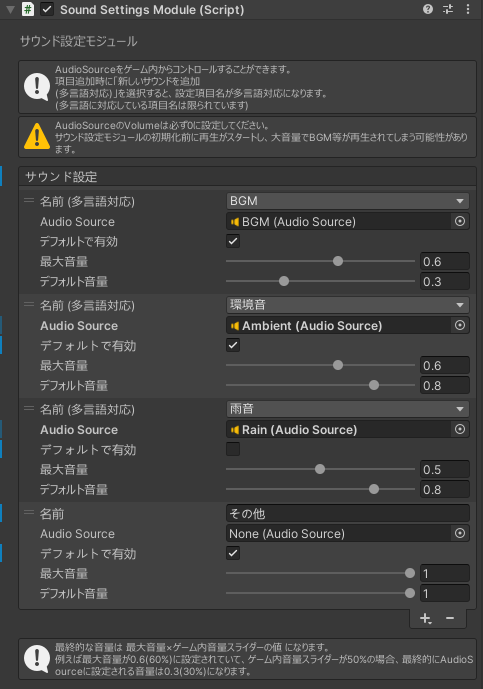 Sound Settings Module (Script)
サウンド設定モジュール
AudioSourceをゲーム内からコントロールすることができます。
項目追加時に「新しいサウンドを追加
(多言語対応)」を選択すると、設定項目名が多言語対応になります。
(多言語に対応している項目名は限られています)
AudioSourceのVolumeは必ず0に設定してください。
サウンド設定モジュールの初期化前に再生がスタートし、大音量でBGM等が再生されてしまう可能性があり
ます。
サウンド設定
名前 (多言語対応) BGM
Audio Source BGM (Audio Source)
デフォルトで有効
最大音量 0.6
デフォルト音量 0.3
名前 (多言語対応) 環境音
Audio Source Ambient (Audio Source)
デフォルトで有効
最大音量 0.6
デフォルト音量 0.8
名前 (多言語対応) 雨音
Audio Source Rain (Audio Source)
デフォルトで有効
最大音量 0.5
デフォルト音量 0.8
名前 その他
Audio Source None (Audio Source)
デフォルトで有効
最大音量 1
デフォルト音量 1
最終的な音量は 最大音量×ゲーム内音量スライダーの値 になります。
例えば最大音量が0.6(60%)に設定されていて、ゲーム内音量スライダーが50%の場合、最終的にAudioS
ourceに設定される音量は0.3(30%)になります。